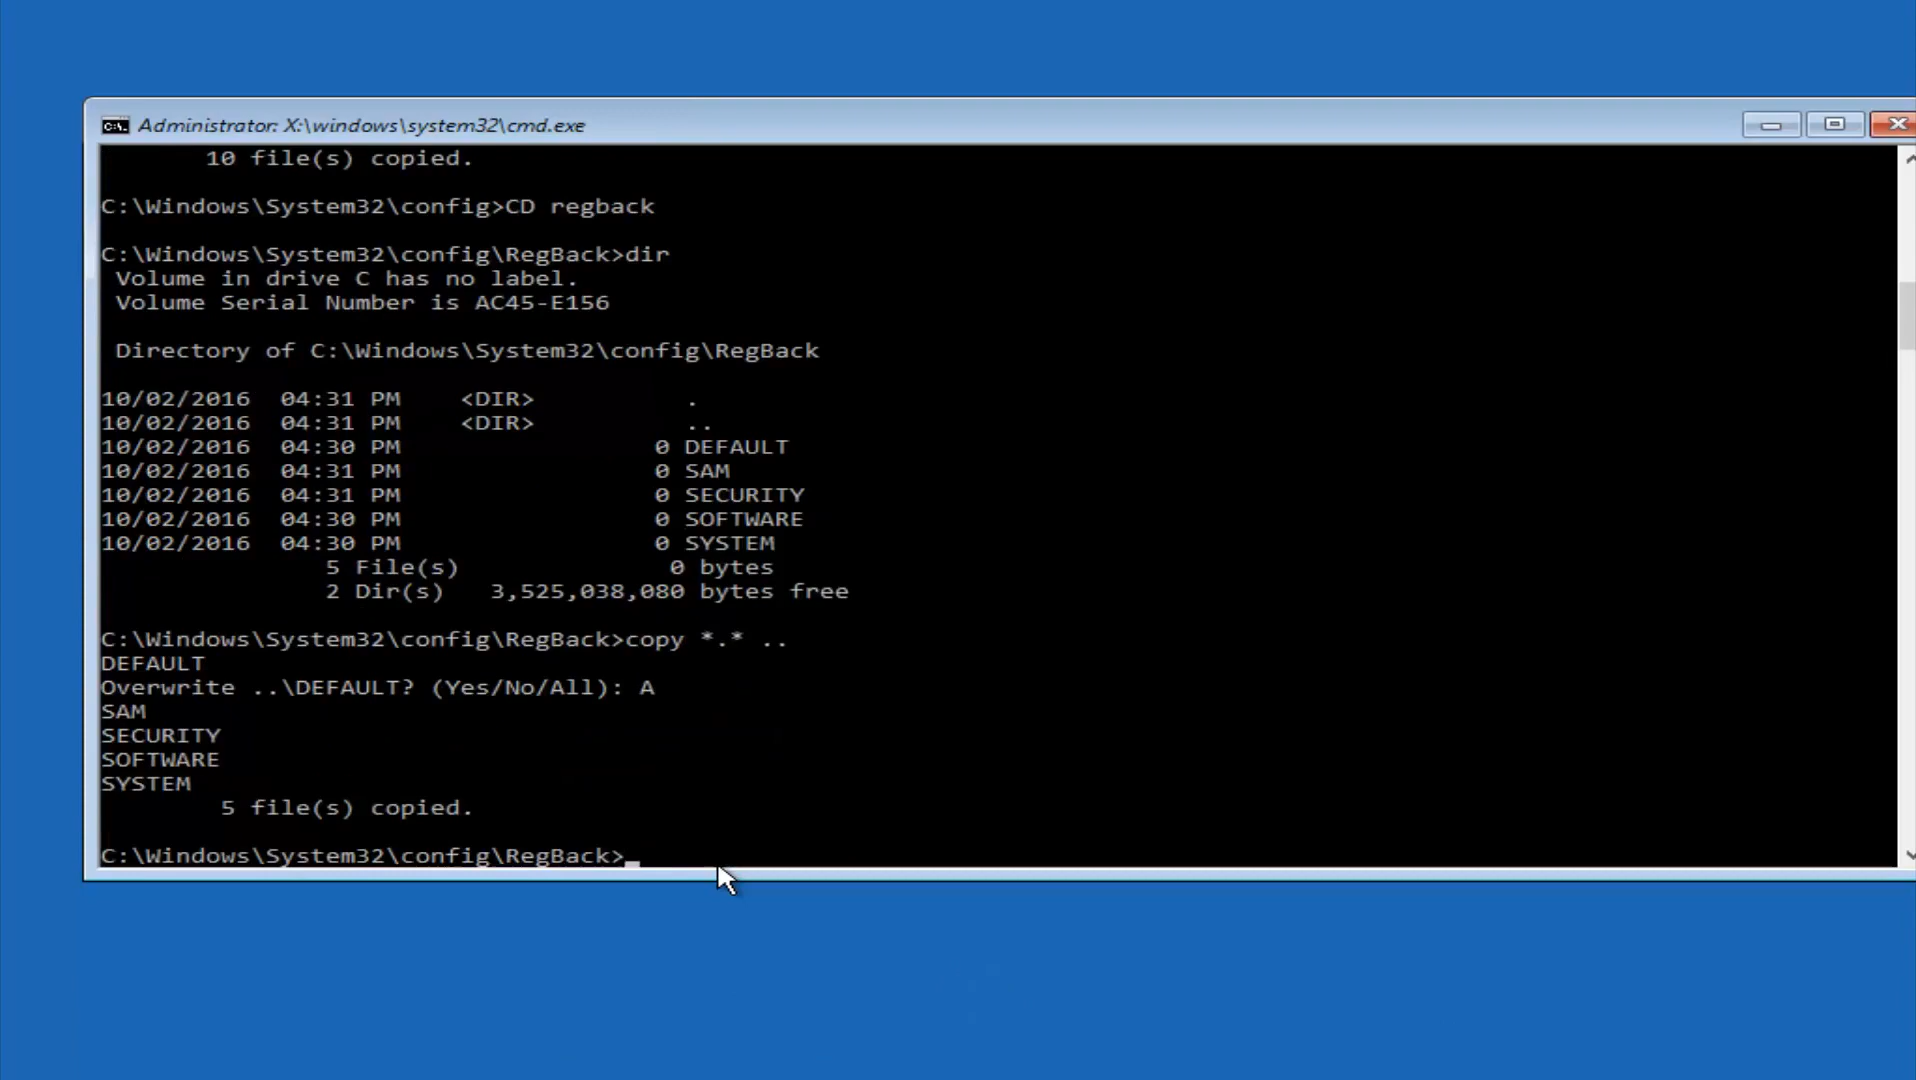 Administrator: X:\windows\system32\cmd.exe
10 file(s) copied.
C:\Windows\System32\config>CD regback
C:\Windows\System32\config\RegBack>dir
Volume in drive C has no label.
Volume Serial Number is AC45-E156
Directory of C:\Windows\System32\config\RegBack
10/02/2016 04:31 PM <DIR> .
10/02/2016 04:31 PM <DIR> ..
10/02/2016 04:30 PM 0 DEFAULT
10/02/2016 04:31 PM 0 SAM
10/02/2016 04:31 PM 0 SECURITY
10/02/2016 04:30 PM 0 SOFTWARE
10/02/2016 04:30 PM 0 SYSTEM
5 File(s) 0 bytes
2 Dir(s) 3,525,038,080 bytes free
C:\Windows\System32\config\RegBack>copy *.* ..
DEFAULT
Overwrite ..\DEFAULT? (Yes/No/All): A
SAM
SECURITY
SOFTWARE
SYSTEM
5 file(s) copied.
C:\Windows\System32\config\RegBack>_